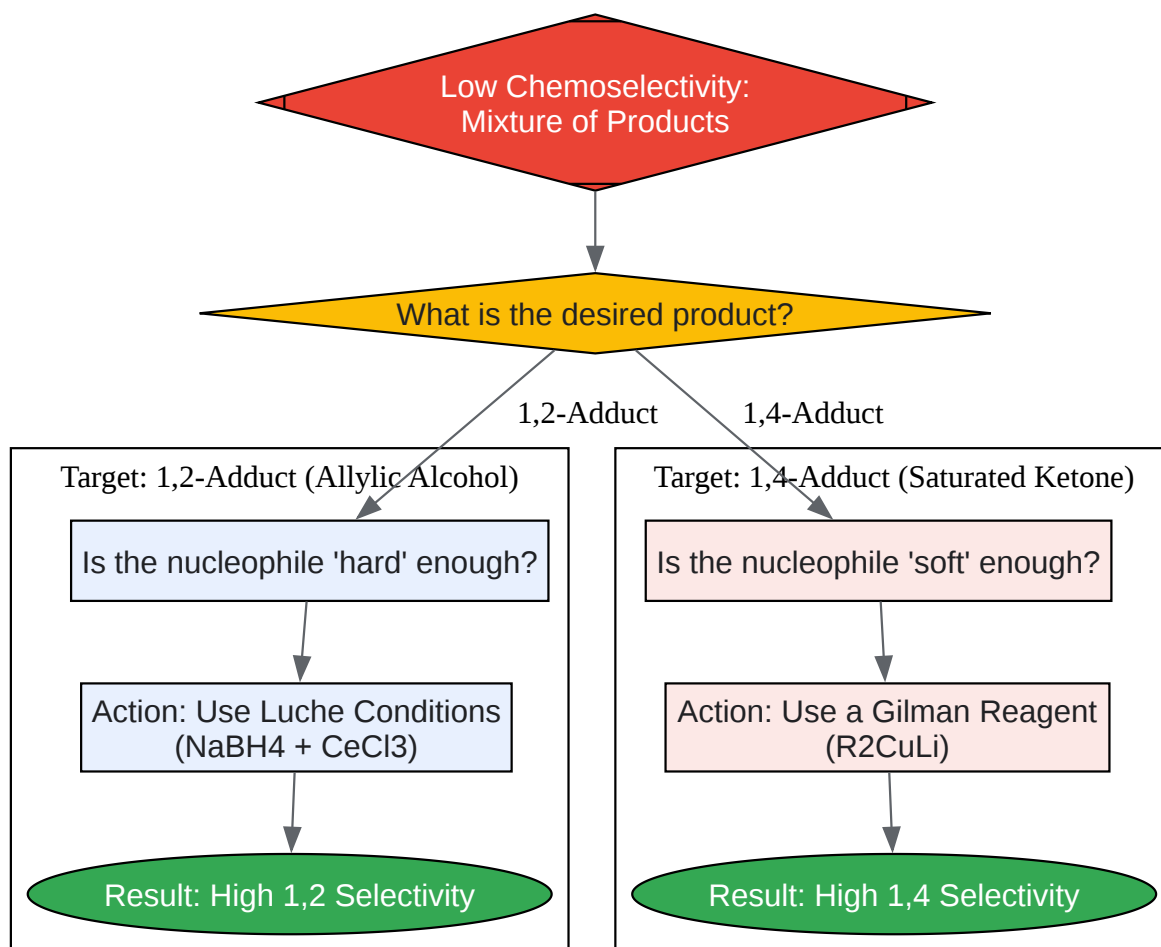 Low Chemoselectivity:
Mixture of Products
What is the desired product?
1,2-Adduct
1,4-Adduct
Target: 1,2-Adduct (Allylic Alcohol)
Is the nucleophile 'hard' enough?
Action: Use Luche Conditions
(NaBH4 + CeCl3)
Result: High 1,2 Selectivity
Target: 1,4-Adduct (Saturated Ketone)
Is the nucleophile 'soft' enough?
Action: Use a Gilman Reagent
(R2CuLi)
Result: High 1,4 Selectivity